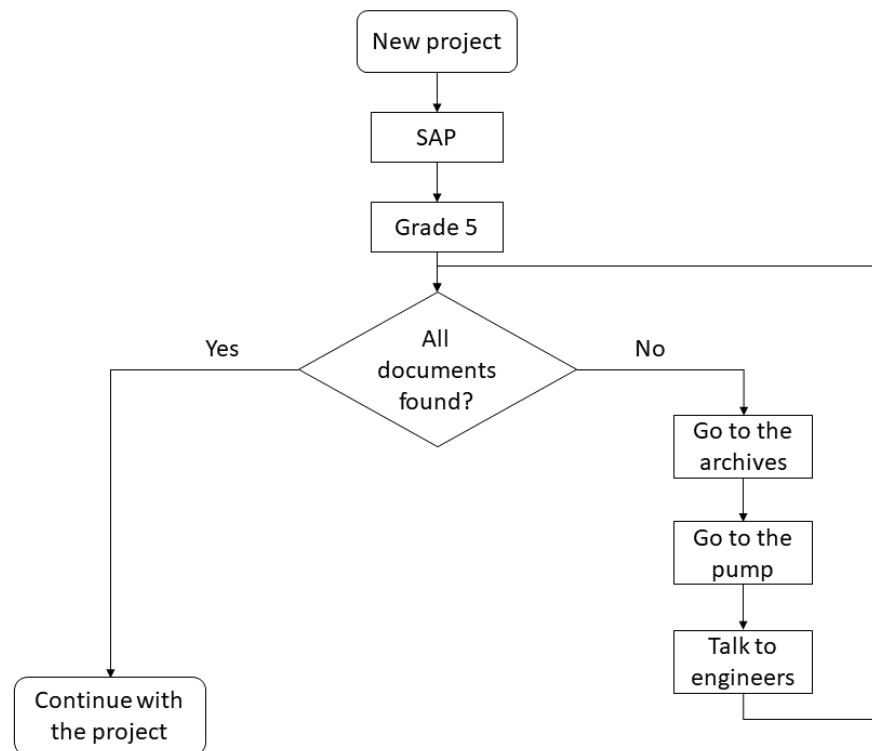 New project
SAP
Grade 5
All
documents
found?
Yes
No
Go to the
archives
Go to the
pump
Talk to
engineers
Continue with
the project